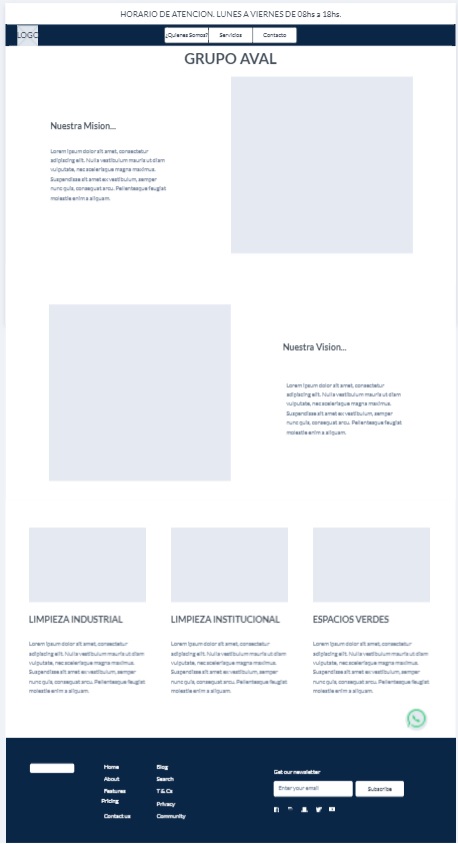 HORARIO DE ATENCION. LUNES A VIERNES DE 08hs a 18hs.
LOGO
¿Quienes Somos? Servicios Contacto
GRUPO AVAL
Nuestra Mision...
Lorem ipsum dolor sit amet, consectetur
adipiscing elit. Nulla vestibulum mauris ut diam
vulputate, nec scelerisque magna maximus.
Suspendisse sit amet ex vestibulum, semper
nunc quis, consequat arcu. Pellentesque feugiat
molestie enim a aliquam.
Nuestra Vision...
Lorem ipsum dolor sit amet, consectetur
adipiscing elit. Nulla vestibulum mauris ut diam
vulputate, nec scelerisque magna maximus.
Suspendisse sit amet ex vestibulum, semper
nunc quis, consequat arcu. Pellentesque feugiat
molestie enim a aliquam.
LIMPIEZA INDUSTRIAL
Lorem ipsum dolor sit amet, consectetur
adipiscing elit. Nulla vestibulum mauris ut diam
vulputate, nec scelerisque magna maximus.
Suspendisse sit amet ex vestibulum, semper
nunc quis, consequat arcu. Pellentesque feugiat
molestie enim a aliquam.
LIMPIEZA INSTITUCIONAL
Lorem ipsum dolor sit amet, consectetur
adipiscing elit. Nulla vestibulum mauris ut diam
vulputate, nec scelerisque magna maximus.
Suspendisse sit amet ex vestibulum, semper
nunc quis, consequat arcu. Pellentesque feugiat
molestie enim a aliquam.
ESPACIOS VERDES
Lorem ipsum dolor sit amet, consectetur
adipiscing elit. Nulla vestibulum mauris ut diam
vulputate, nec scelerisque magna maximus.
Suspendisse sit amet ex vestibulum, semper
nunc quis, consequat arcu. Pellentesque feugiat
molestie enim a aliquam.
Home
About
Features
Pricing
Contact us
Blog
Search
T & Cs
Privacy
Community
Get our newsletter
Enter your email Subscribe